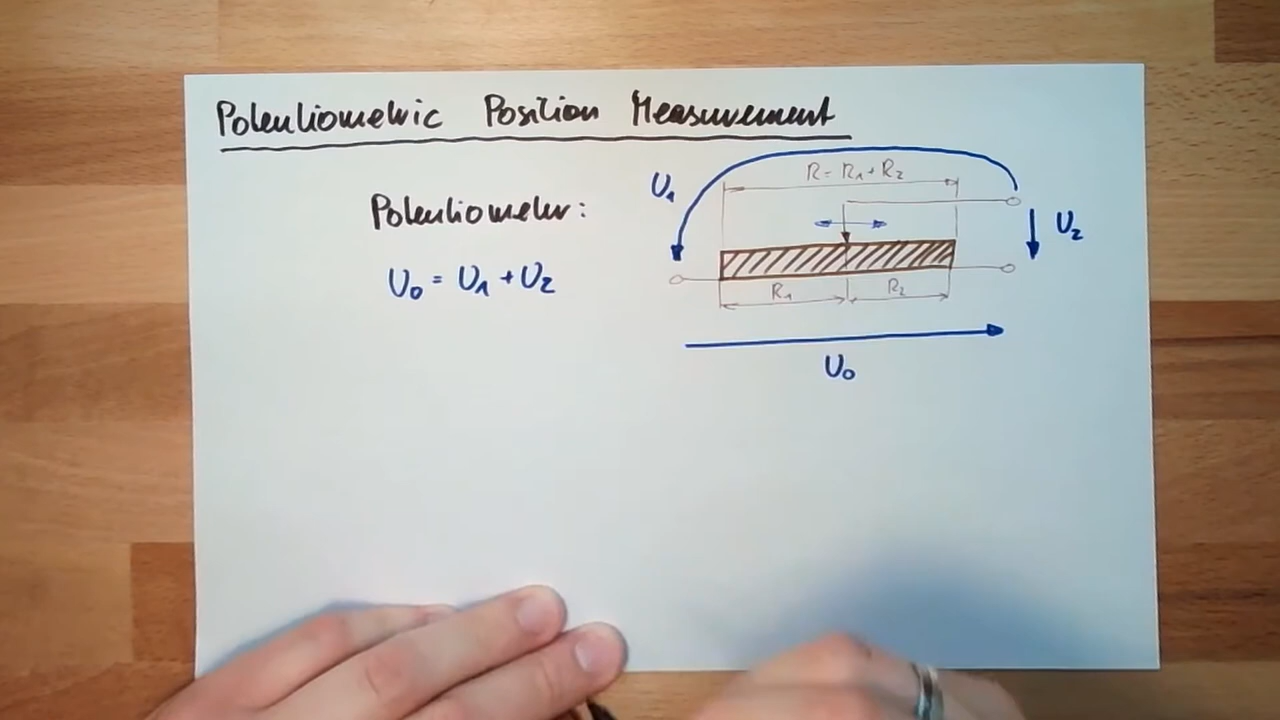 Potentiometric Position Measurement
U₁
R = R₁ + R₂
Potentiometer:
U₂
U₀ = U₁ + U₂
R₁
R₂
U₀